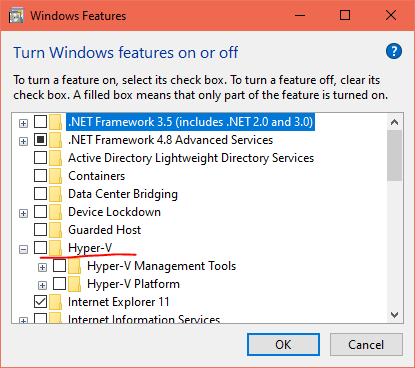 Windows Features
Turn Windows features on or off
To turn a feature on, select its check box. To turn a feature off, clear its
check box. A filled box means that only part of the feature is turned on.
.NET Framework 3.5 (includes .NET 2.0 and 3.0)
.NET Framework 4.8 Advanced Services
Active Directory Lightweight Directory Services
Containers
Data Center Bridging
Device Lockdown
Guarded Host
Hyper-V
Hyper-V Management Tools
Hyper-V Platform
Internet Explorer 11
Internet Information Services
OK Cancel